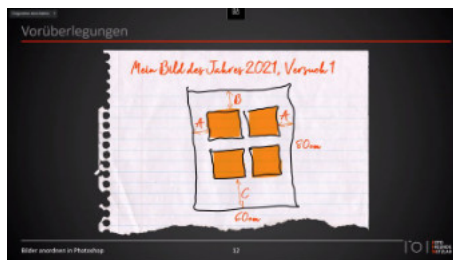 Vorüberlegungen
Mein Bild des Jahres 2021, Versuch 1
B
A A
80cm
C
60cm
Bilder anordnen in Photoshop 12